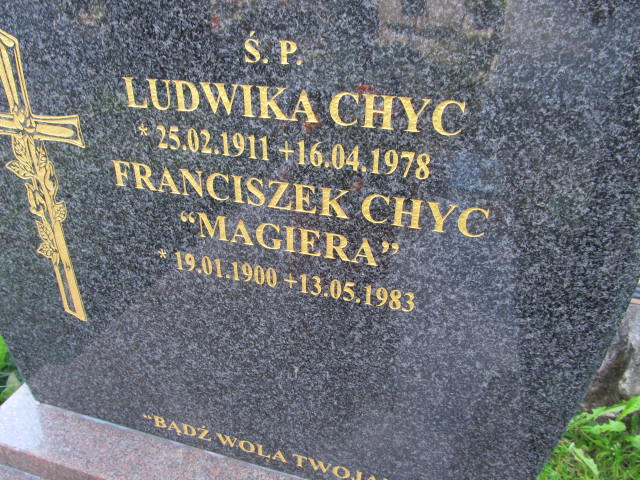 Ś. P.
LUDWIKA CHYC
* 25.02.1911 +16.04.1978
FRANCISZEK CHYC
“MAGIERA”
* 19.01.1900 +13.05.1983
“BĄDŹ WOLA TWOJA